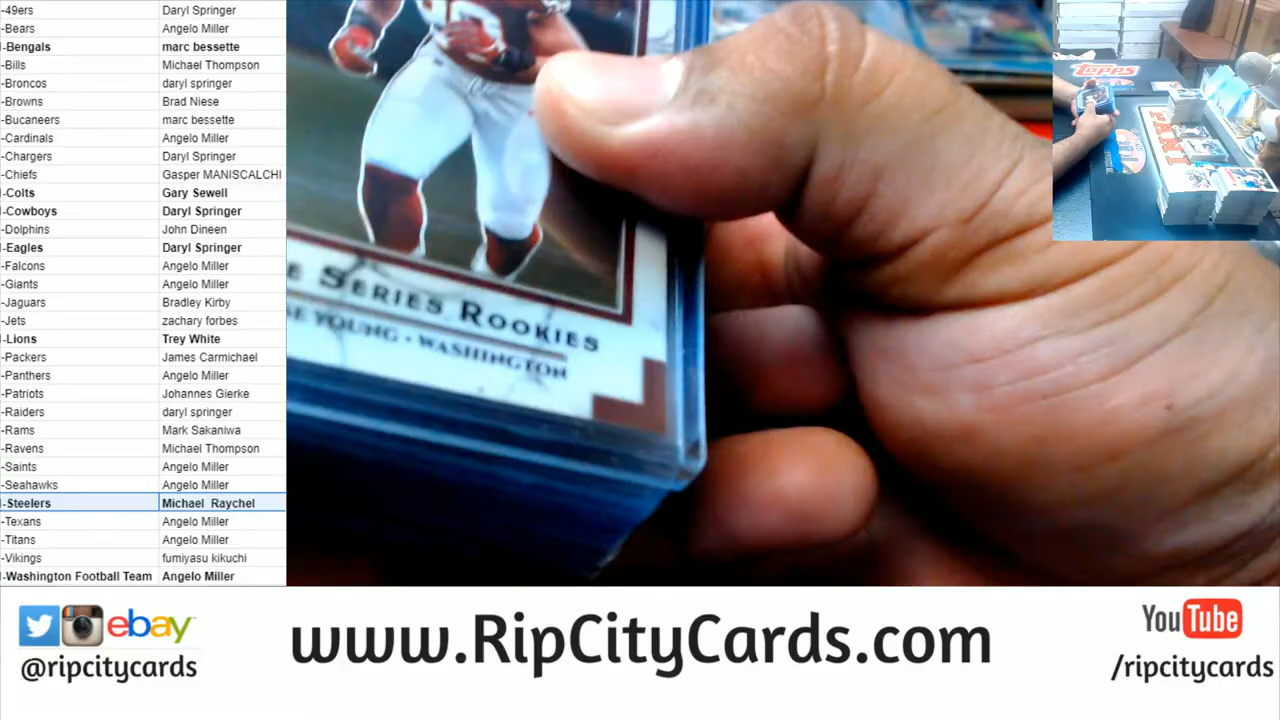 -49ers Daryl Springer
-Bears Angelo Miller
-Bengals marc bessette
-Bills Michael Thompson
-Broncos daryl springer
-Browns Brad Niese
-Bucaneers marc bessette
-Cardinals Angelo Miller
-Chargers Daryl Springer
-Chiefs Gasper MANISCALCHI
-Colts Gary Sewell
-Cowboys Daryl Springer
-Dolphins John Dineen
-Eagles Daryl Springer
-Falcons Angelo Miller
-Giants Angelo Miller
-Jaguars Bradley Kirby
-Jets zachary forbes
-Lions Trey White
-Packers James Carmichael
-Panthers Angelo Miller
-Patriots Johannes Gierke
-Raiders daryl springer
-Rams Mark Sakaniwa
-Ravens Michael Thompson
-Saints Angelo Miller
-Seahawks Angelo Miller
-Steelers Michael Raychel
-Texans Angelo Miller
-Titans Angelo Miller
-Vikings fumiyasu kikuchi
-Washington Football Team Angelo Miller
SERIES ROOKIES
YOUNG • WASHINGTON
TOPPS
PANINI
ebay
@ripcitycards
www.RipCityCards.com
YouTube
/ripcitycards